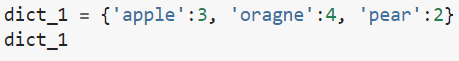 dict_1 = {'apple':3, 'oragne':4, 'pear':2}
dict_1